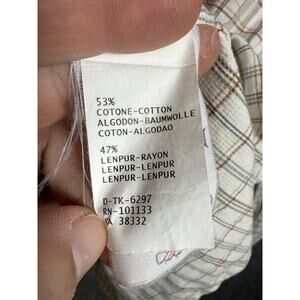 53%
COTONE-COTTON
ALGODON-BAUMWOLLE
COTON-ALGODAO
47%
LENPUR-RAYON
LENPUR-LENPUR
LENPUR-LENPUR
D-TK-6297
RN-101133
CA 38332